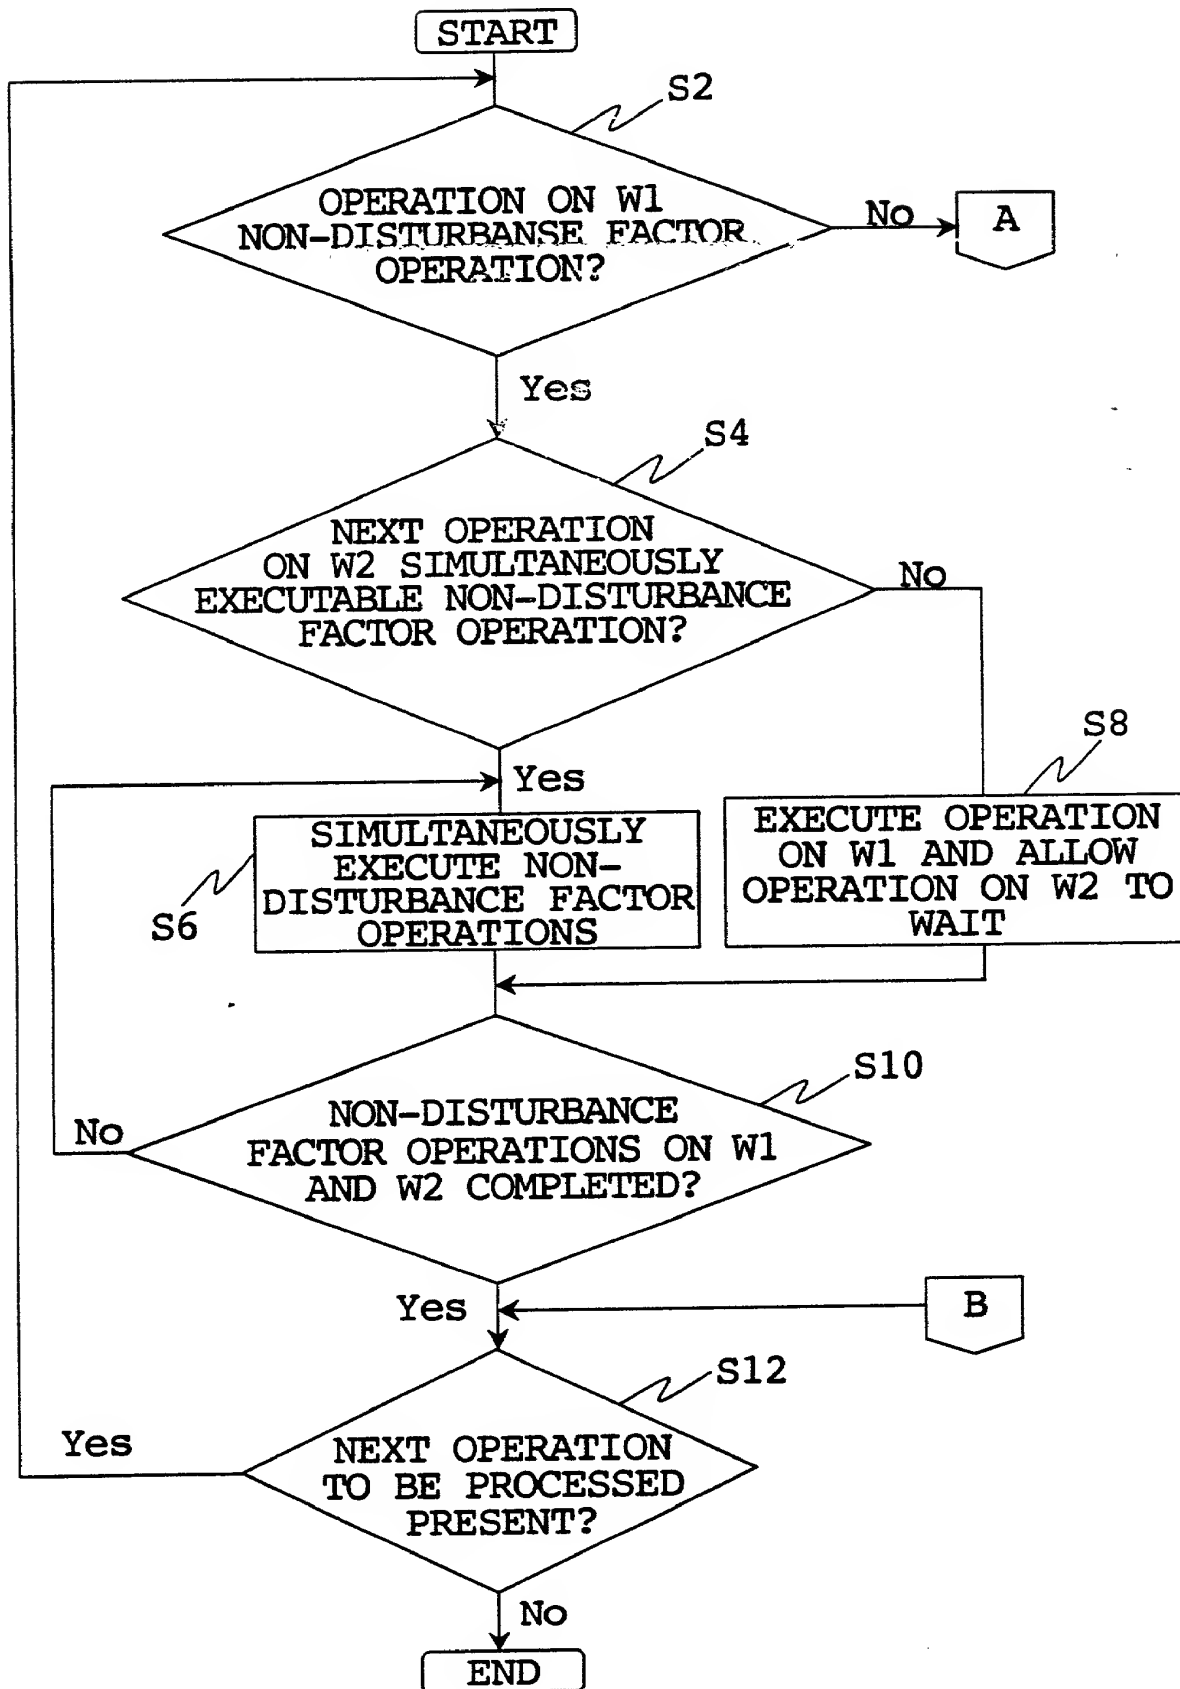 START
S2
OPERATION ON W1
NON-DISTURBANSE FACTOR
OPERATION?
No
A
Yes
S4
NEXT OPERATION
ON W2 SIMULTANEOUSLY
EXECUTABLE NON-DISTURBANCE
FACTOR OPERATION?
No
Yes
S8
SIMULTANEOUSLY
EXECUTE NON-
DISTURBANCE FACTOR
OPERATIONS
S6
EXECUTE OPERATION
ON W1 AND ALLOW
OPERATION ON W2 TO
WAIT
S10
NON-DISTURBANCE
FACTOR OPERATIONS ON W1
AND W2 COMPLETED?
No
Yes
B
S12
NEXT OPERATION
TO BE PROCESSED
PRESENT?
Yes
No
END